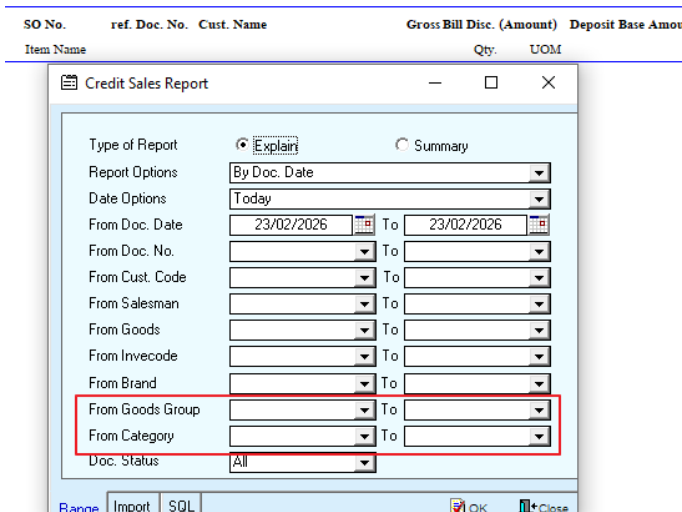 SO No. ref. Doc. No. Cust. Name Gross Bill Disc. (Amount) Deposit Base Amou
Item Name Qty. UOM
Credit Sales Report
Type of Report Explain Summary
Report Options By Doc. Date
Date Options Today
From Doc. Date 23/02/2026 To 23/02/2026
From Doc. No. To
From Cust. Code To
From Salesman To
From Goods To
From Invecode To
From Brand To
From Goods Group To
From Category To
Doc. Status All
Range Import SQL OK Close